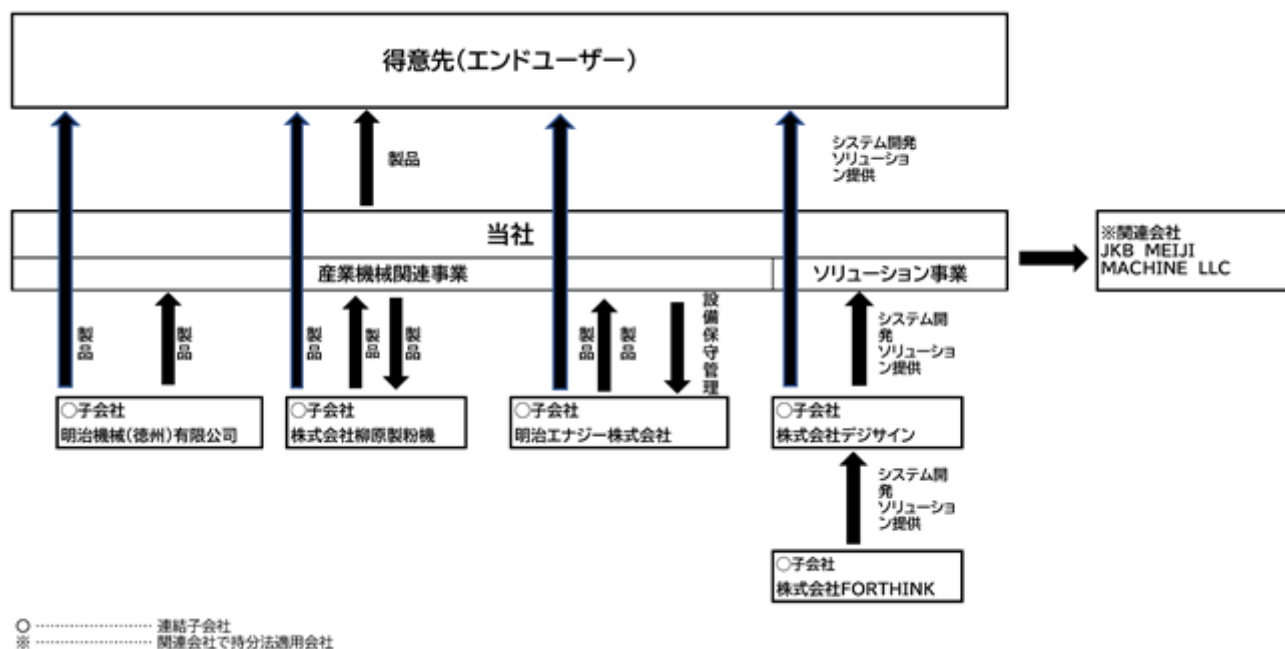 得意先(エンドユーザー)
製品
システム開発
ソリューショ
ン提供
当社
産業機械関連事業
ソリューション事業
※関連会社
JKB MEIJI
MACHINE LLC
製品
製品
製品
製品
製品
製品
製品
設備保守管理
システム開
発
ソリューショ
ン提供
○子会社
明治機械(徳州)有限公司
○子会社
株式会社柳原製粉機
○子会社
明治エナジー株式会社
○子会社
株式会社デジサイン
システム開
発
ソリューショ
ン提供
○子会社
株式会社FORTHINK
○ ························ 連結子会社
※ ························ 関連会社で持分法適用会社